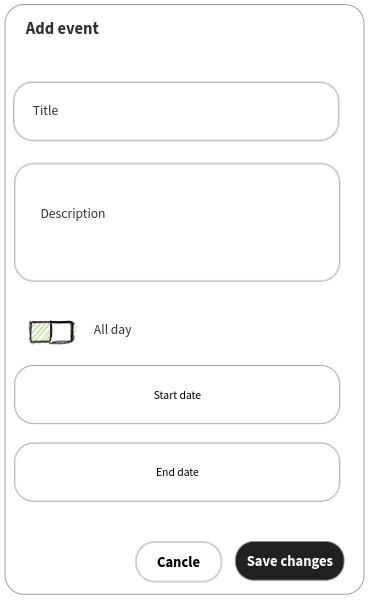 Add event
Title
Description
All day
Start date
End date
Cancle
Save changes